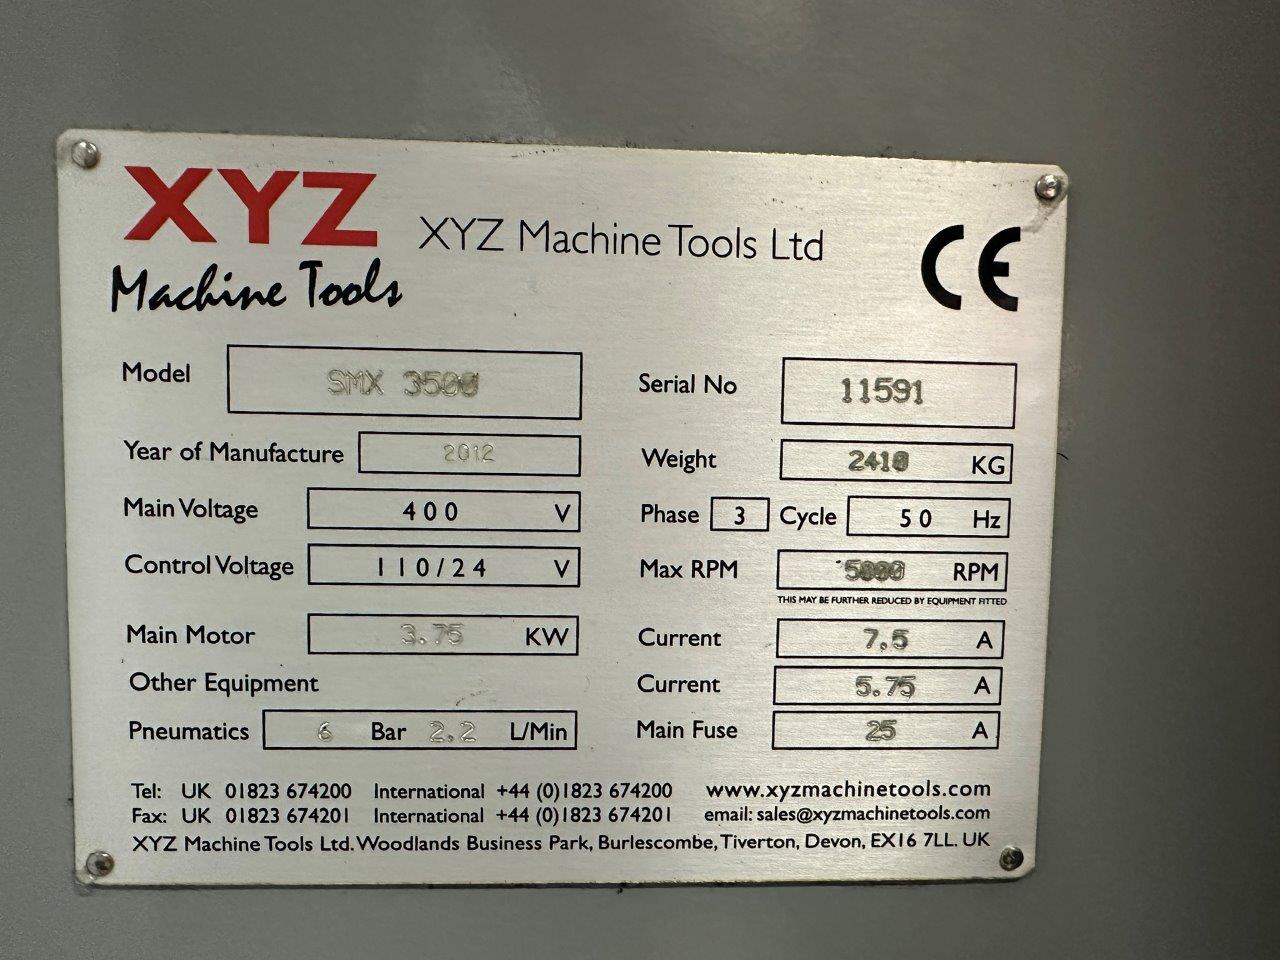 XYZ
Machine Tools
XYZ Machine Tools Ltd
CE
Model SMX 3500
Serial No 11591
Year of Manufacture 2012
Weight 2410 KG
Main Voltage 400 V
Phase 3 Cycle 50 Hz
Control Voltage 110/24 V
Max RPM 5000 RPM
THIS MAY BE FURTHER REDUCED BY EQUIPMENT FITTED
Main Motor 3.75 KW
Current 7.5 A
Other Equipment
Current 5.75 A
Pneumatics 6 Bar 2.2 L/Min
Main Fuse 25 A
Tel: UK 01823 674200 International +44 (0)1823 674200 www.xyzmachinetools.com
Fax: UK 01823 674201 International +44 (0)1823 674201 email: sales@xyzmachinetools.com
XYZ Machine Tools Ltd. Woodlands Business Park, Burlescombe, Tiverton, Devon, EX16 7LL. UK